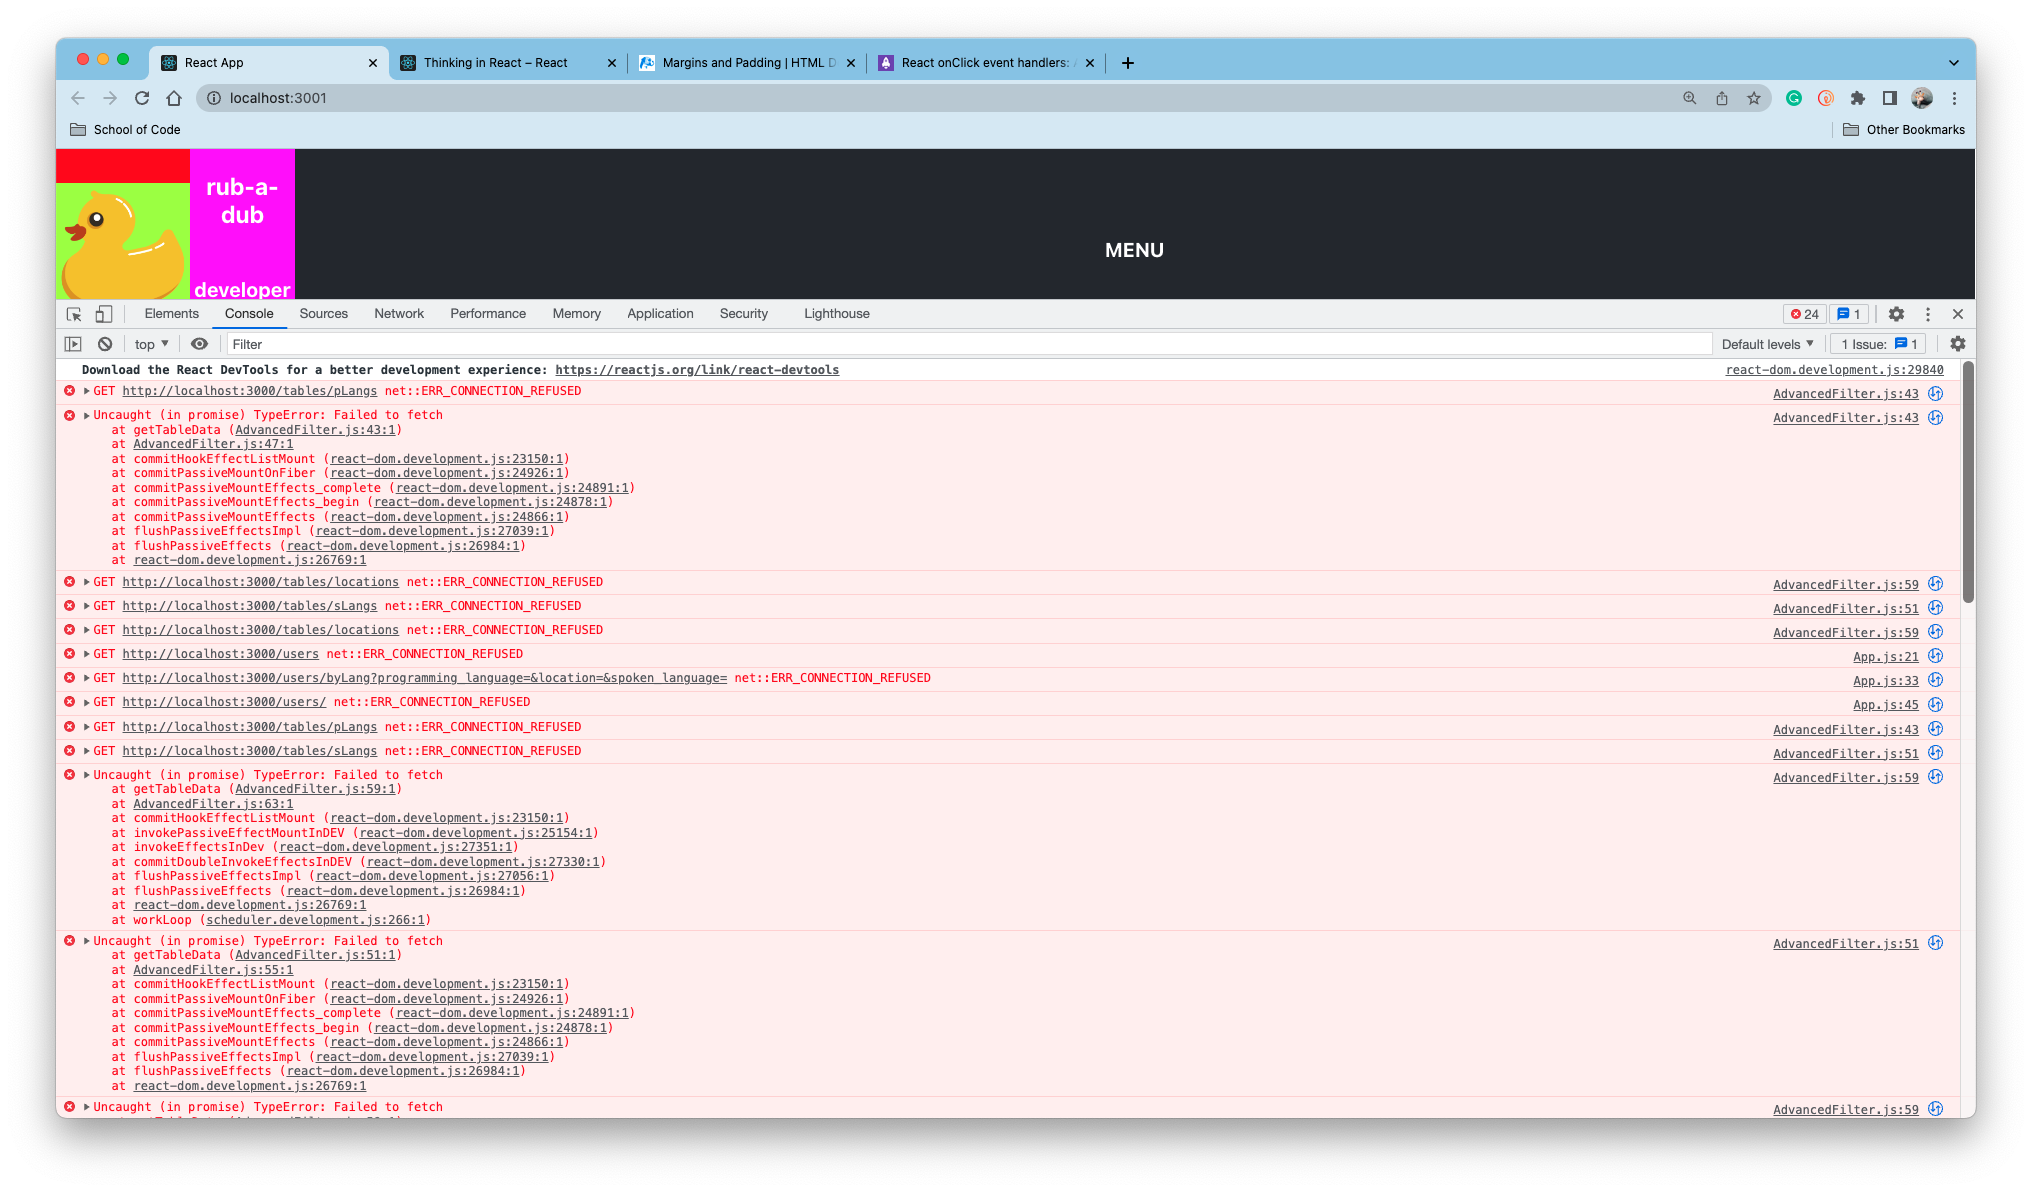 React App
Thinking in React – React
Margins and Padding | HTML D
React onClick event handlers:
localhost:3001
School of Code
Other Bookmarks
rub-a-
dub
MENU
developer
Elements Console Sources Network Performance Memory Application Security Lighthouse 24 1
top Filter Default levels 1 Issue: 1
Download the React DevTools for a better development experience: https://reactjs.org/link/react-devtools react-dom.development.js:29840
GET http://localhost:3000/tables/pLangs net::ERR_CONNECTION_REFUSED AdvancedFilter.js:43
Uncaught (in promise) TypeError: Failed to fetch AdvancedFilter.js:43
at getTableData (AdvancedFilter.js:43:1)
at AdvancedFilter.js:47:1
at commitHookEffectListMount (react-dom.development.js:23150:1)
at commitPassiveMountOnFiber (react-dom.development.js:24926:1)
at commitPassiveMountEffects_complete (react-dom.development.js:24891:1)
at commitPassiveMountEffects_begin (react-dom.development.js:24878:1)
at commitPassiveMountEffects (react-dom.development.js:24866:1)
at flushPassiveEffectsImpl (react-dom.development.js:27039:1)
at flushPassiveEffects (react-dom.development.js:26984:1)
at react-dom.development.js:26769:1
GET http://localhost:3000/tables/locations net::ERR_CONNECTION_REFUSED AdvancedFilter.js:59
GET http://localhost:3000/tables/sLangs net::ERR_CONNECTION_REFUSED AdvancedFilter.js:51
GET http://localhost:3000/tables/locations net::ERR_CONNECTION_REFUSED AdvancedFilter.js:59
GET http://localhost:3000/users net::ERR_CONNECTION_REFUSED App.js:21
GET http://localhost:3000/users/byLang?programming_language=&location=&spoken_language= net::ERR_CONNECTION_REFUSED App.js:33
GET http://localhost:3000/users/ net::ERR_CONNECTION_REFUSED App.js:45
GET http://localhost:3000/tables/pLangs net::ERR_CONNECTION_REFUSED AdvancedFilter.js:43
GET http://localhost:3000/tables/sLangs net::ERR_CONNECTION_REFUSED AdvancedFilter.js:51
Uncaught (in promise) TypeError: Failed to fetch AdvancedFilter.js:59
at getTableData (AdvancedFilter.js:59:1)
at AdvancedFilter.js:63:1
at commitHookEffectListMount (react-dom.development.js:23150:1)
at invokePassiveEffectMountInDEV (react-dom.development.js:25154:1)
at invokeEffectsInDev (react-dom.development.js:27351:1)
at commitDoubleInvokeEffectsInDEV (react-dom.development.js:27330:1)
at flushPassiveEffectsImpl (react-dom.development.js:27056:1)
at flushPassiveEffects (react-dom.development.js:26984:1)
at react-dom.development.js:26769:1
at workLoop (scheduler.development.js:266:1)
Uncaught (in promise) TypeError: Failed to fetch AdvancedFilter.js:51
at getTableData (AdvancedFilter.js:51:1)
at AdvancedFilter.js:55:1
at commitHookEffectListMount (react-dom.development.js:23150:1)
at commitPassiveMountOnFiber (react-dom.development.js:24926:1)
at commitPassiveMountEffects_complete (react-dom.development.js:24891:1)
at commitPassiveMountEffects_begin (react-dom.development.js:24878:1)
at commitPassiveMountEffects (react-dom.development.js:24866:1)
at flushPassiveEffectsImpl (react-dom.development.js:27039:1)
at flushPassiveEffects (react-dom.development.js:26984:1)
at react-dom.development.js:26769:1
Uncaught (in promise) TypeError: Failed to fetch AdvancedFilter.js:59